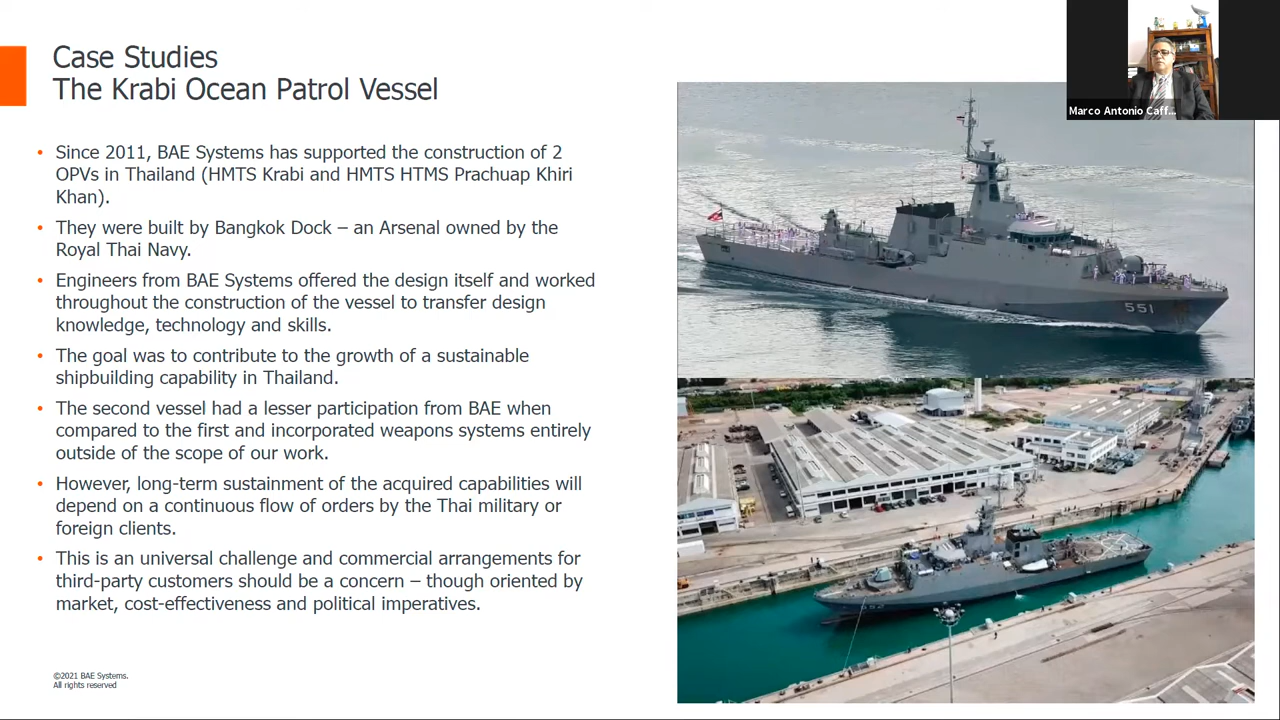 Case Studies
The Krabi Ocean Patrol Vessel
• Since 2011, BAE Systems has supported the construction of 2
OPVs in Thailand (HMTS Krabi and HMTS HTMS Prachuap Khiri
Khan).
• They were built by Bangkok Dock – an Arsenal owned by the
Royal Thai Navy.
• Engineers from BAE Systems offered the design itself and worked
throughout the construction of the vessel to transfer design
knowledge, technology and skills.
• The goal was to contribute to the growth of a sustainable
shipbuilding capability in Thailand.
• The second vessel had a lesser participation from BAE when
compared to the first and incorporated weapons systems entirely
outside of the scope of our work.
• However, long-term sustainment of the acquired capabilities will
depend on a continuous flow of orders by the Thai military or
foreign clients.
• This is an universal challenge and commercial arrangements for
third-party customers should be a concern – though oriented by
market, cost-effectiveness and political imperatives.
©2021 BAE Systems.
All rights reserved
Marco Antonio Caff...
551
552